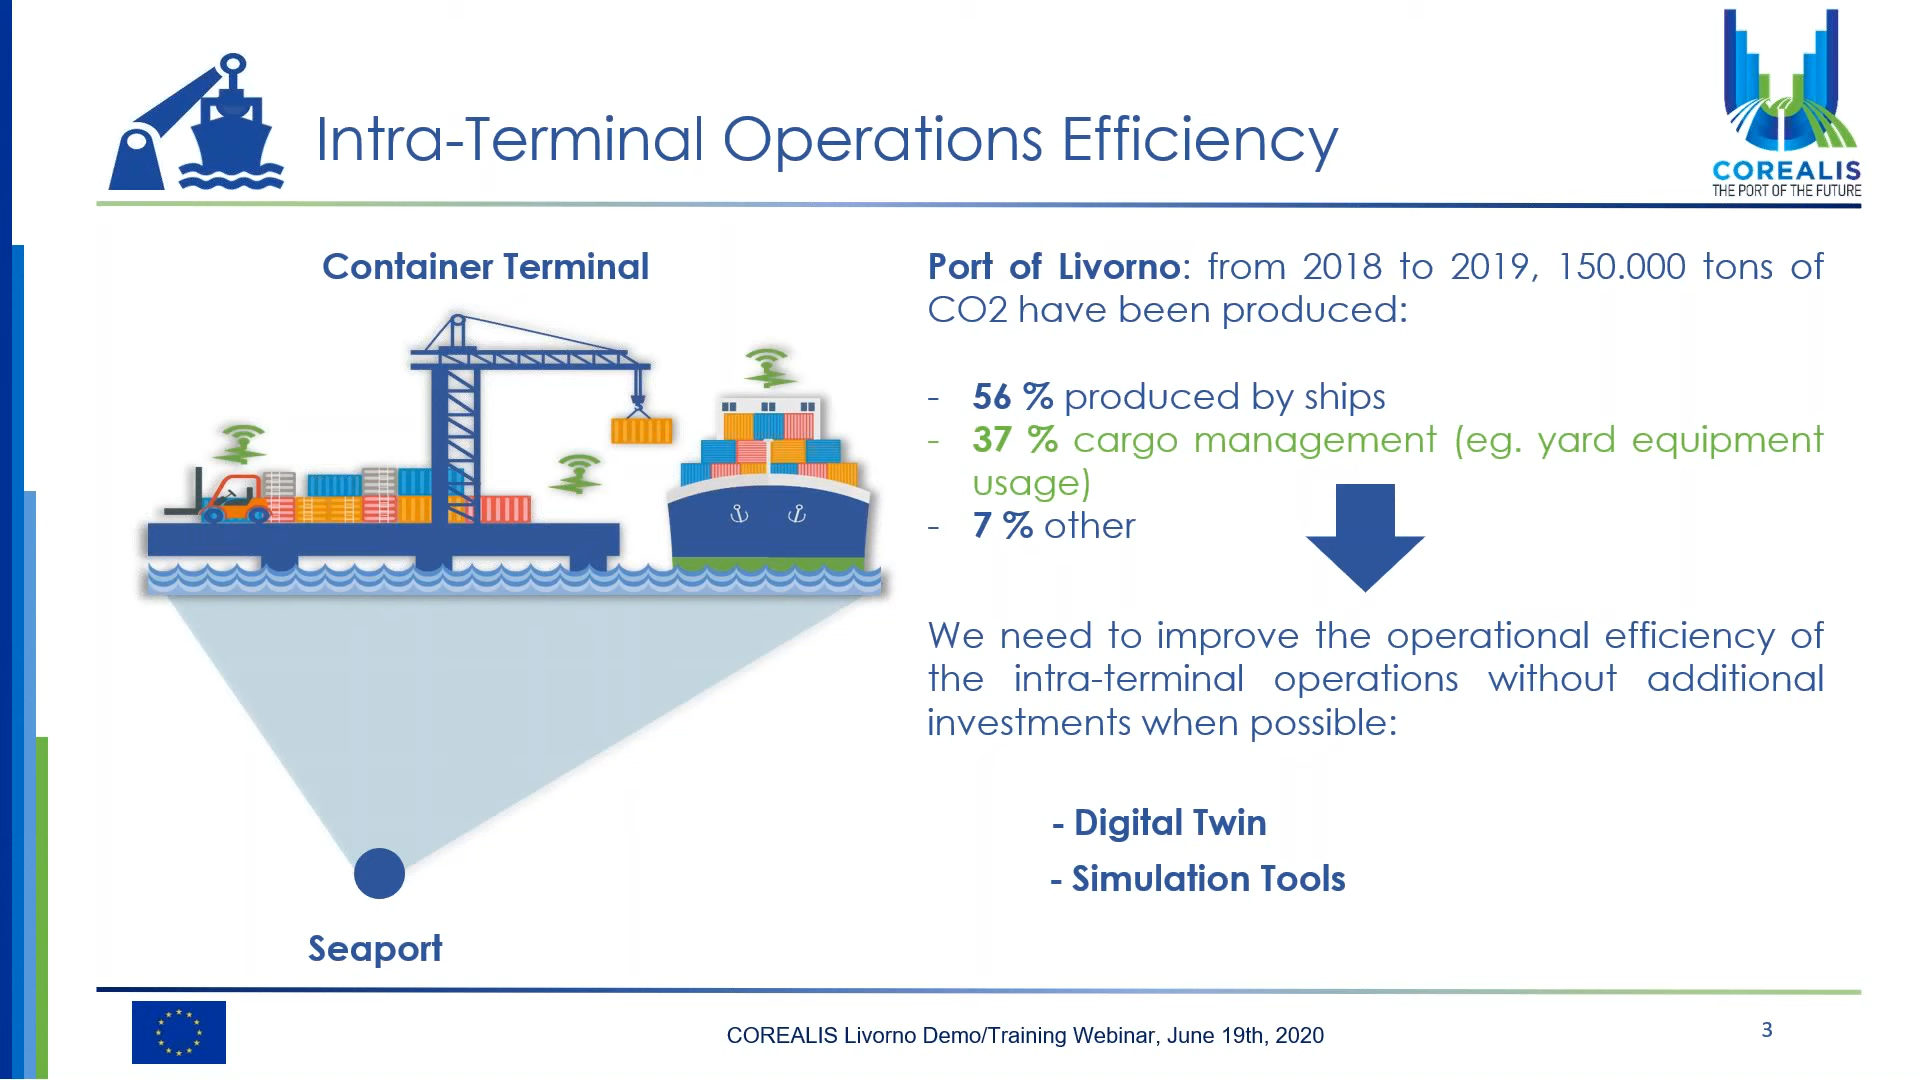 Intra-Terminal Operations Efficiency
COREALIS
THE PORT OF THE FUTURE
Container Terminal
Port of Livorno: from 2018 to 2019, 150.000 tons of
CO2 have been produced:
- 56 % produced by ships
- 37 % cargo management (eg. yard equipment
usage)
- 7 % other
We need to improve the operational efficiency of
the intra-terminal operations without additional
investments when possible:
- Digital Twin
- Simulation Tools
Seaport
COREALIS Livorno Demo/Training Webinar, June 19th, 2020
3